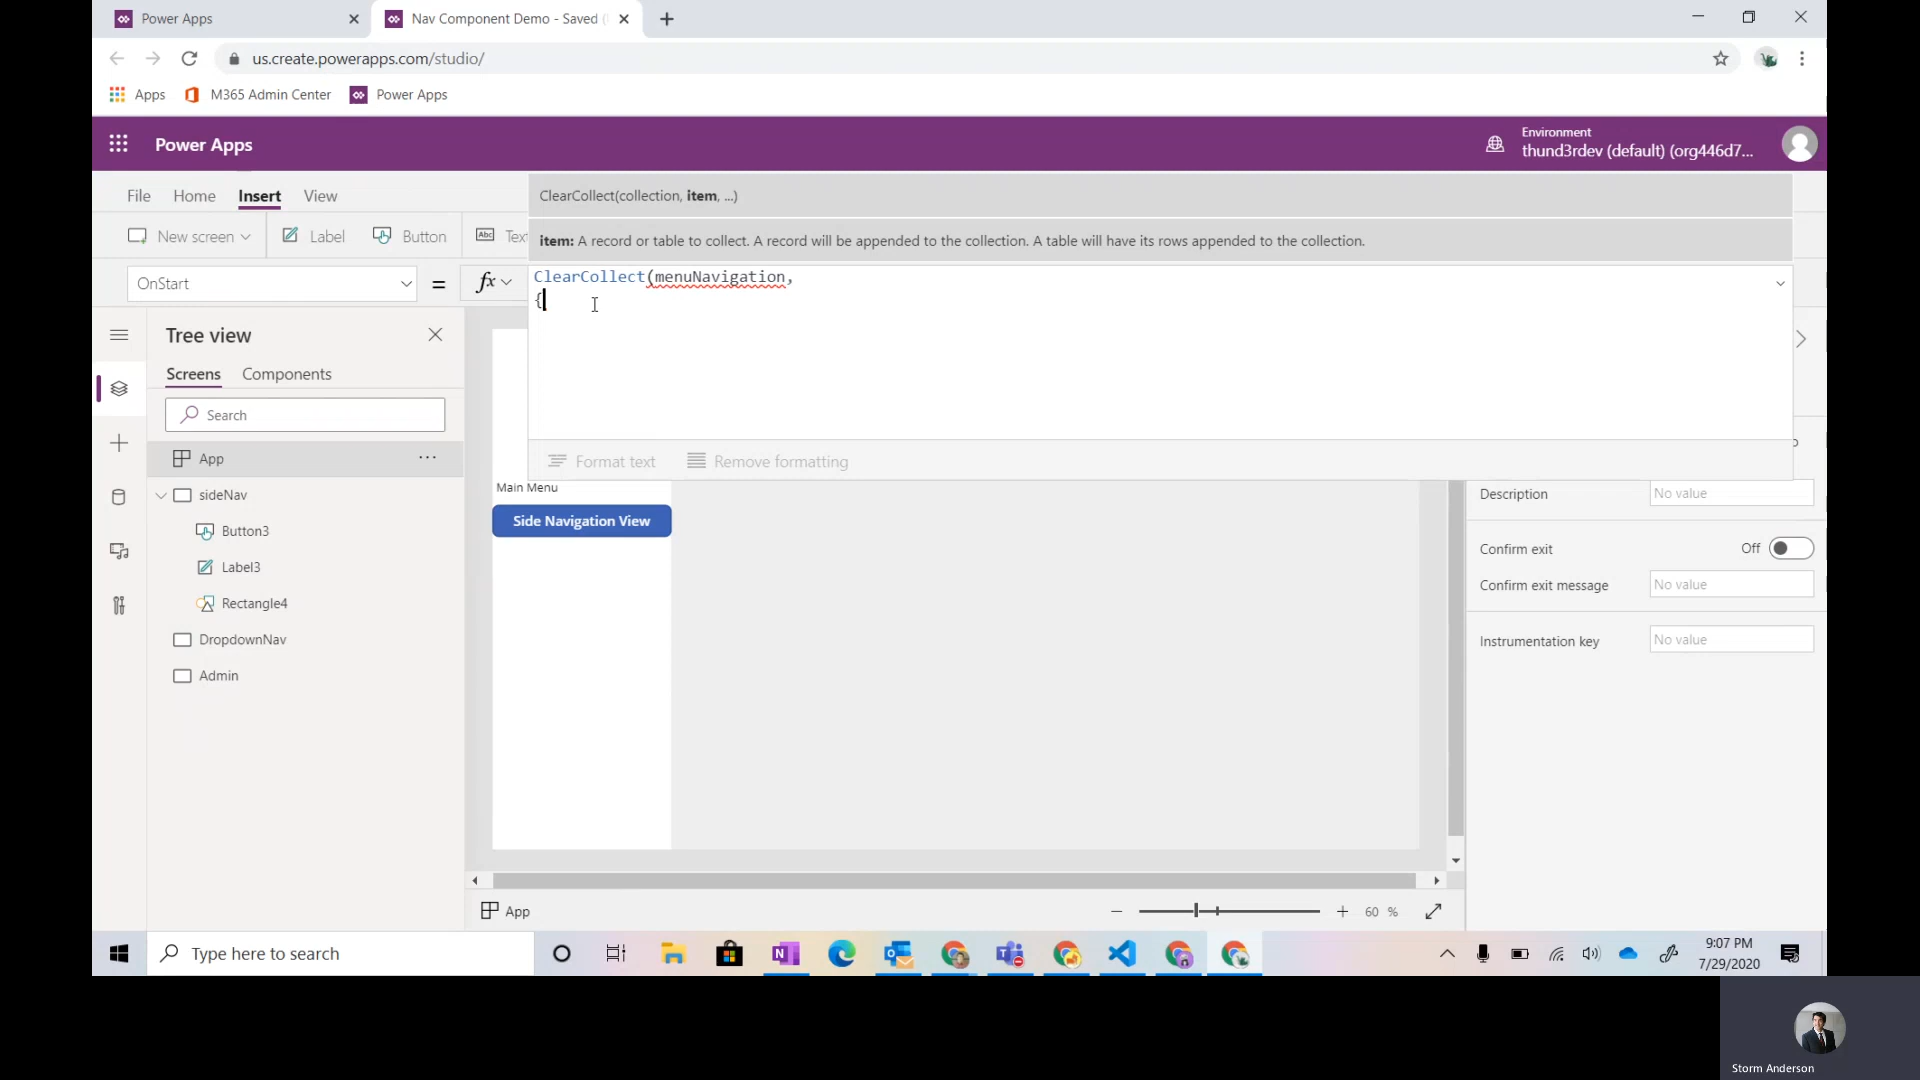 Power Apps
Nav Component Demo - Saved (
us.create.powerapps.com/studio/
Apps
M365 Admin Center
Power Apps
Power Apps
Environment
thund3rdev (default) (org446d7...
File
Home
Insert
View
ClearCollect(collection, item, ...)
New screen
Label
Button
Abc
Tex
item: A record or table to collect. A record will be appended to the collection. A table will have its rows appended to the collection.
OnStart
=
fx
ClearCollect(menuNavigation,
{
Tree view
Screens
Components
Search
App
...
sideNav
Button3
Label3
Rectangle4
DropdownNav
Admin
Format text
Remove formatting
Main Menu
Side Navigation View
Description
No value
Confirm exit
Off
Confirm exit message
No value
Instrumentation key
No value
App
60 %
Type here to search
9:07 PM
7/29/2020
Storm Anderson